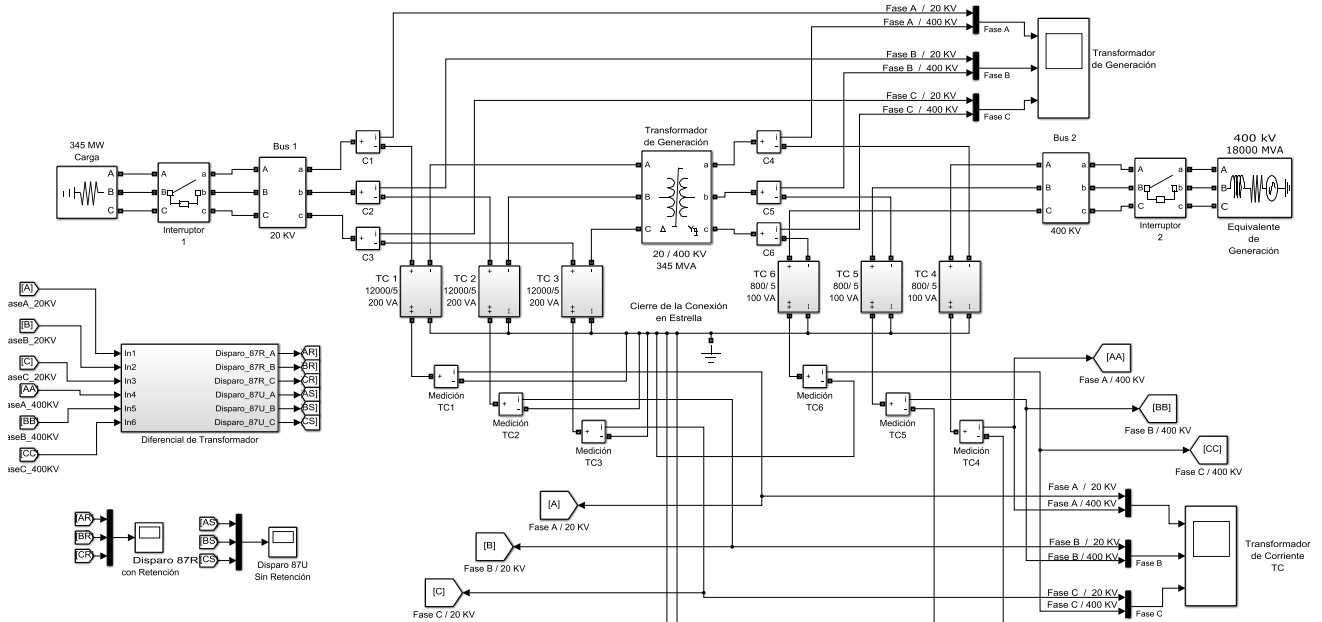 Fase A / 20 KV
Fase A / 400 KV
Fase A
Fase B / 20 KV
Fase B / 400 KV
Fase B
Fase C / 20 KV
Fase C / 400 KV
Fase C
Transformador
de Generación
345 MW
Carga
A
B
C
A
B
C
a
b
c
Interruptor
1
Bus 1
A
B
C
a
b
c
20 KV
+
i
-
C1
+
i
-
C2
+
i
-
C3
Transformador
de Generación
A
B
C
a
b
c
Δ
Yg
20 / 400 KV
345 MVA
+
i
-
C4
+
i
-
C5
+
i
-
C6
Bus 2
A
B
C
a
b
c
400 KV
A
B
C
a
b
c
Interruptor
2
400 kV
18000 MVA
A
B
C
Equivalente
de
Generación
TC 1
12000/5
200 VA
TC 2
12000/5
200 VA
TC 3
12000/5
200 VA
TC 6
800/ 5
100 VA
TC 5
800/ 5
100 VA
TC 4
800/ 5
100 VA
Cierre de la Conexión
en Estrella
[A]
aseA_20KV
[B]
aseB_20KV
[C]
aseC_20KV
[AA]
aseA_400KV
[BB]
aseB_400KV
[CC]
aseC_400KV
In1
In2
In3
In4
In5
In6
Disparo_87R_A
Disparo_87R_B
Disparo_87R_C
Disparo_87U_A
Disparo_87U_B
Disparo_87U_C
AR]
BR]
CR]
AS]
BS]
CS]
Diferencial de Transformador
+
i
-
Medición
TC1
+
i
-
Medición
TC2
+
i
-
Medición
TC3
+
i
-
Medición
TC6
+
i
-
Medición
TC5
+
i
-
Medición
TC4
[AA]
Fase A / 400 KV
[BB]
Fase B / 400 KV
[CC]
Fase C / 400 KV
[A]
Fase A / 20 KV
[B]
Fase B / 20 KV
[C]
Fase C / 20 KV
Fase A / 20 KV
Fase A / 400 KV
Fase B / 20 KV
Fase B / 400 KV
Fase B
Fase C / 20 KV
Fase C / 400 KV
Fase C
Transformador
de Corriente
TC
[AR]
[BR]
[CR]
Disparo 87R
con Retención
[AS]
[BS]
[CS]
Disparo 87U
Sin Retención